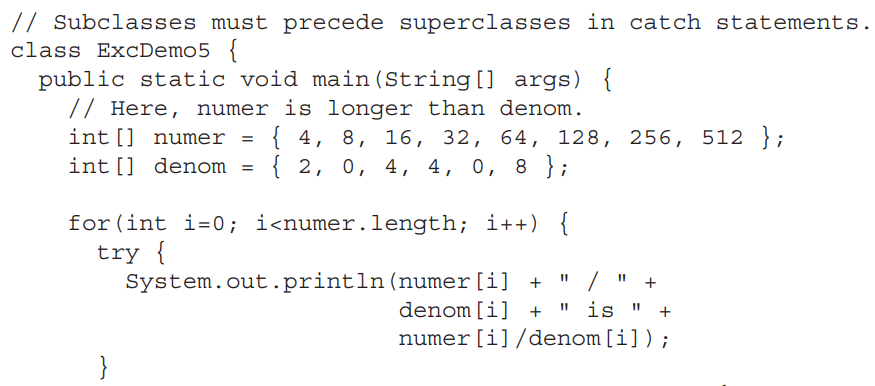 // Subclasses must precede superclasses in catch statements.
class ExcDemo5 {
  public static void main(String[] args) {
    // Here, numer is longer than denom.
    int[] numer = { 4, 8, 16, 32, 64, 128, 256, 512 };
    int[] denom = { 2, 0, 4, 4, 0, 8 };

    for(int i=0; i<numer.length; i++) {
      try {
        System.out.println(numer[i] + " / " +
                           denom[i] + " is " +
                           numer[i]/denom[i]);
      }